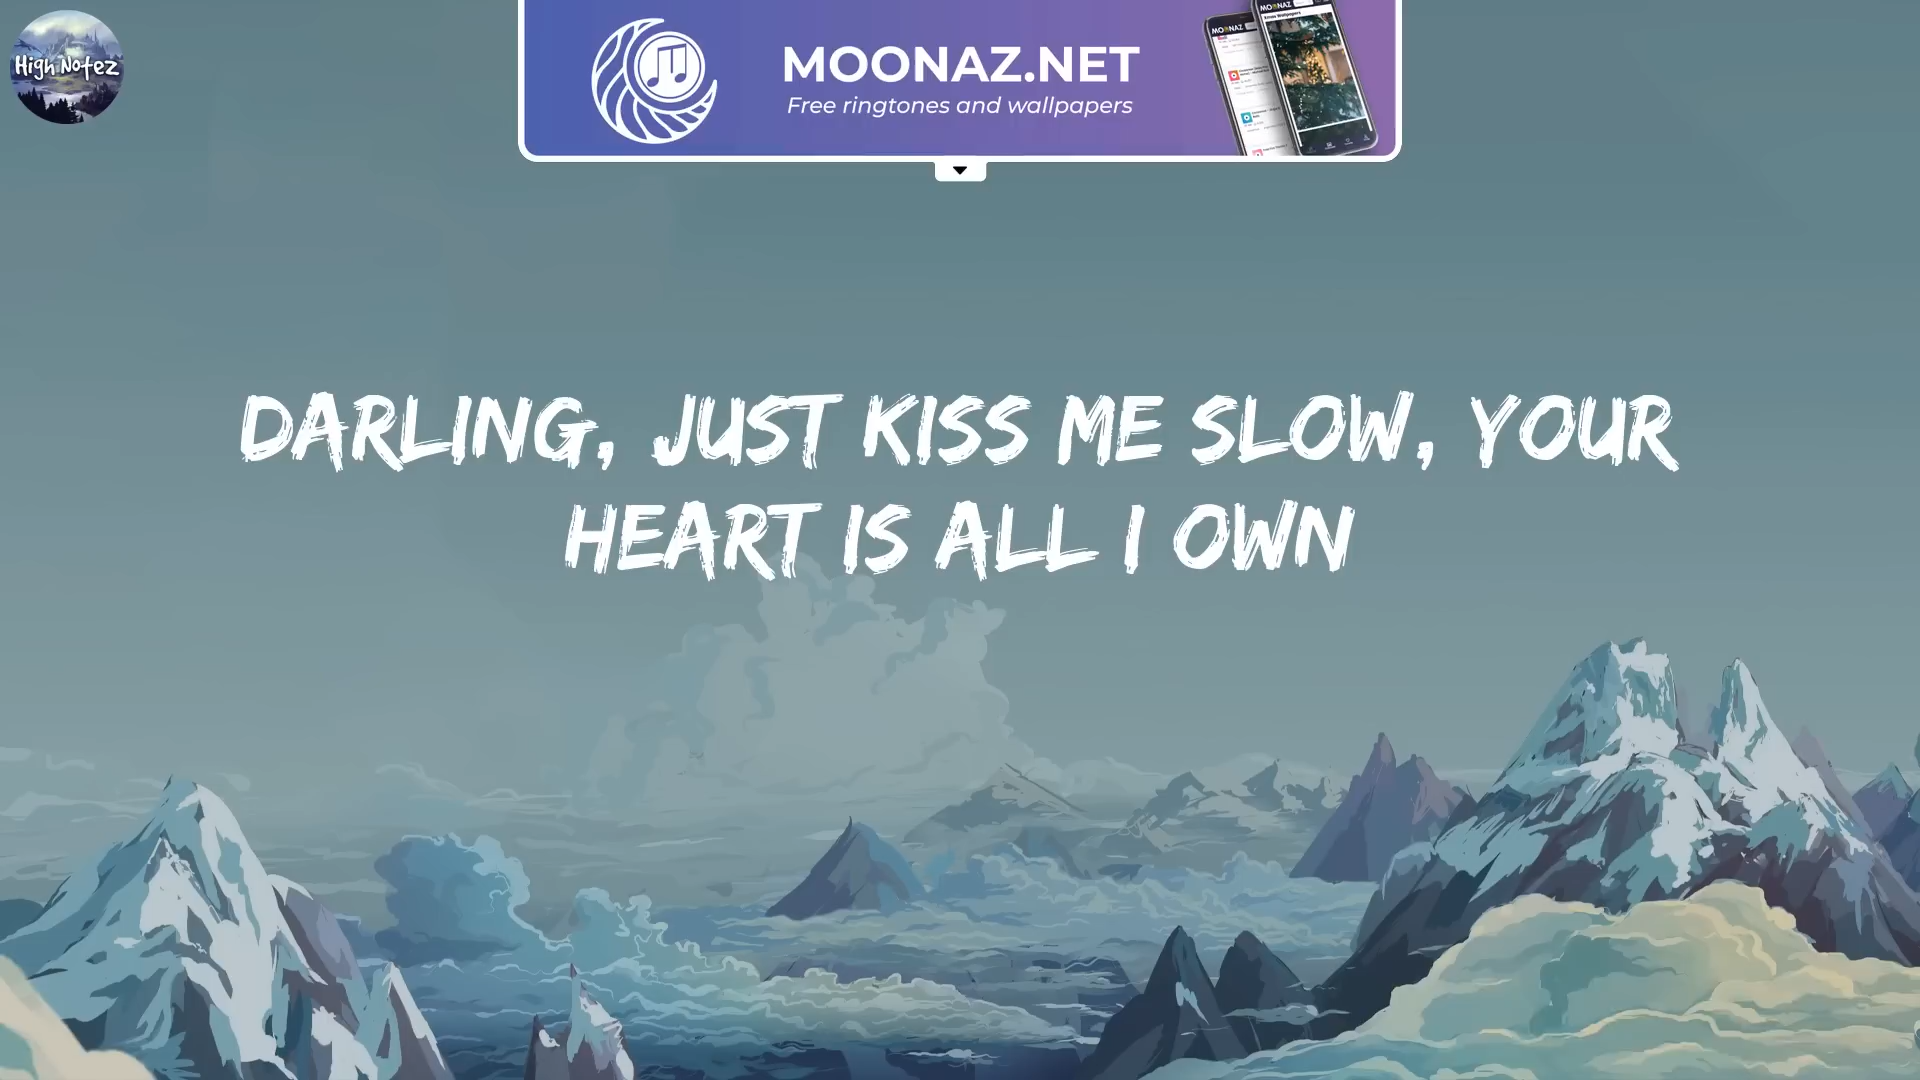 High Notez
MOONAZ.NET
Free ringtones and wallpapers
DARLING, JUST KISS ME SLOW, YOUR
HEART IS ALL I OWN